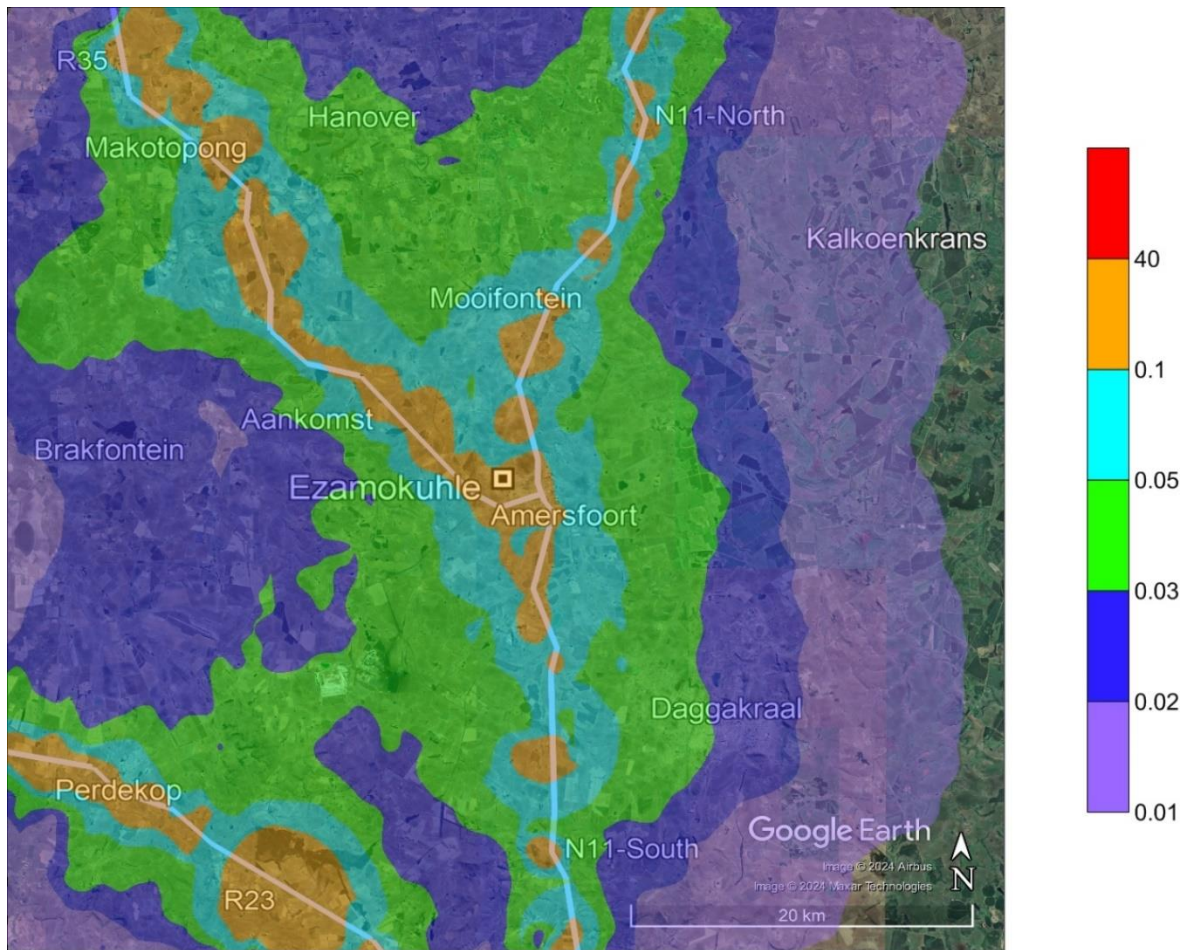 R35
Hanover
N11-North
Makotopong
Kalkoenkrans
Mooifontein
Aankomst
Brakfontein
Ezamokuhle
Amersfoort
Daggakraal
Perdekop
Google Earth
N11-South
Image © 2024 Airbus
Image © 2024 Maxar Technologies
N
R23
20 km
40
0.1
0.05
0.03
0.02
0.01